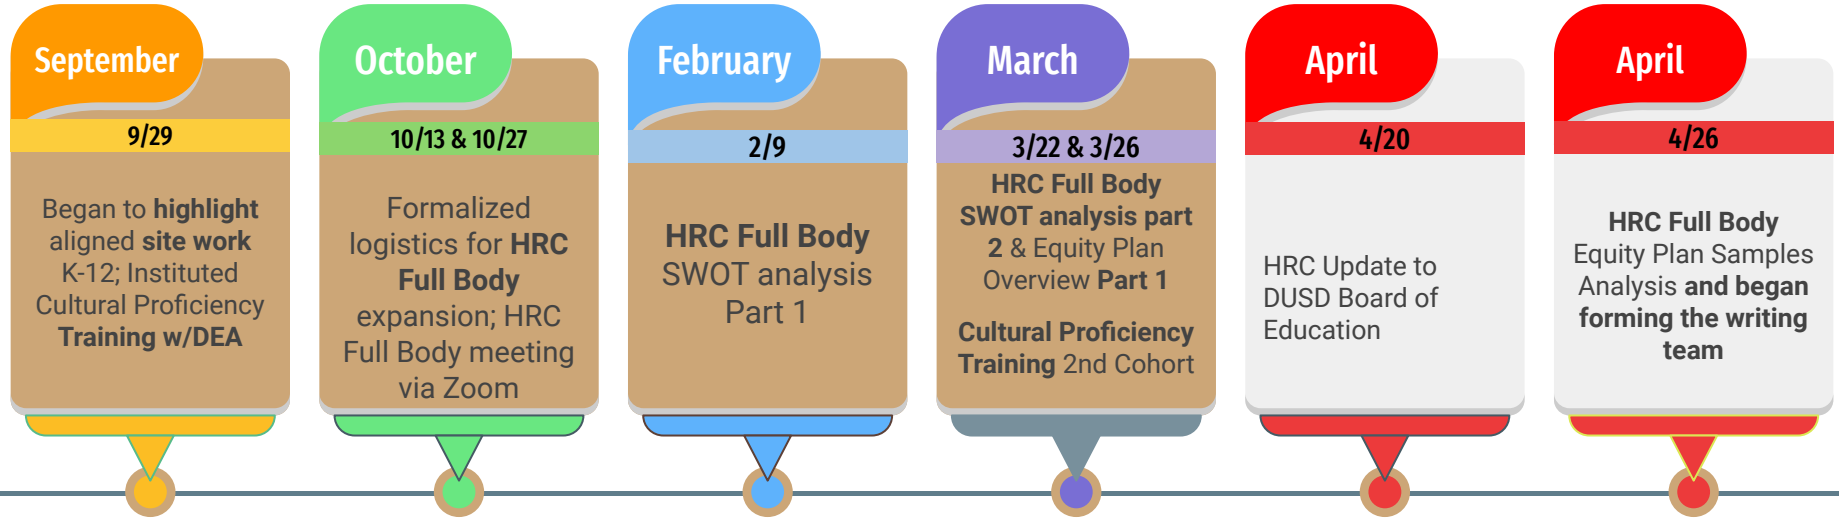 September
9/29
Began to highlight
aligned site work
K-12; Instituted
Cultural Proficiency
Training w/DEA
October
10/13 & 10/27
Formalized
logistics for HRC
Full Body
expansion; HRC
Full Body meeting
via Zoom
February
2/9
HRC Full Body
SWOT analysis
Part 1
March
3/22 & 3/26
HRC Full Body
SWOT analysis part
2 & Equity Plan
Overview Part 1
Cultural Proficiency
Training 2nd Cohort
April
4/20
HRC Update to
DUSD Board of
Education
April
4/26
HRC Full Body
Equity Plan Samples
Analysis and began
forming the writing
team